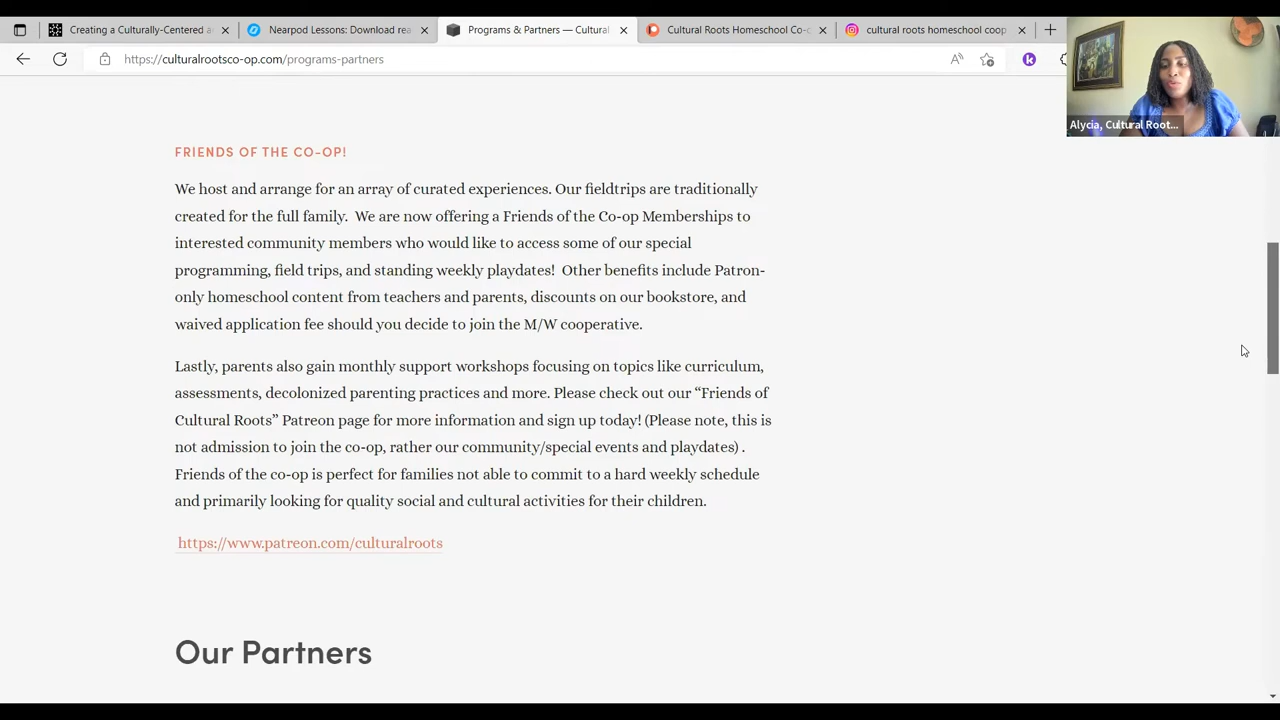 Creating a Culturally-Centered a
Nearpod Lessons: Download rea
Programs & Partners — Cultural
Cultural Roots Homeschool Co-o
cultural roots homeschool coop
https://culturalrootsco-op.com/programs-partners
Alycia, Cultural Root...
FRIENDS OF THE CO-OP!
We host and arrange for an array of curated experiences. Our fieldtrips are traditionally
created for the full family. We are now offering a Friends of the Co-op Memberships to
interested community members who would like to access some of our special
programming, field trips, and standing weekly playdates! Other benefits include Patron-
only homeschool content from teachers and parents, discounts on our bookstore, and
waived application fee should you decide to join the M/W cooperative.
Lastly, parents also gain monthly support workshops focusing on topics like curriculum,
assessments, decolonized parenting practices and more. Please check out our “Friends of
Cultural Roots” Patreon page for more information and sign up today! (Please note, this is
not admission to join the co-op, rather our community/special events and playdates) .
Friends of the co-op is perfect for families not able to commit to a hard weekly schedule
and primarily looking for quality social and cultural activities for their children.
https://www.patreon.com/culturalroots
Our Partners